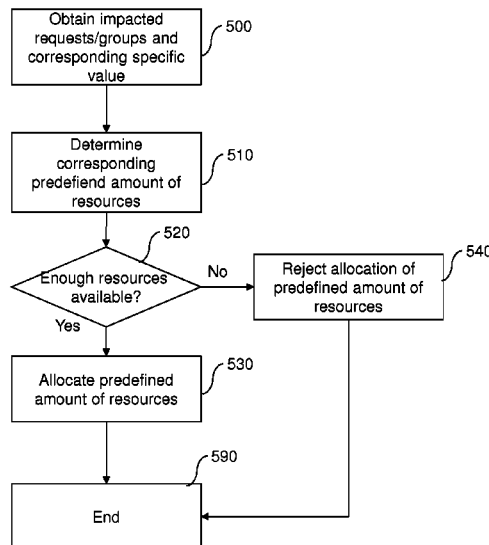 Obtain impacted
requests/groups and
corresponding specific
value
500
Determine
corresponding
predefiend amount of
resources
510
520
Enough resources
available?
No
Yes
Reject allocation of
predefined amount of
resources
540
Allocate predefined
amount of resources
530
590
End